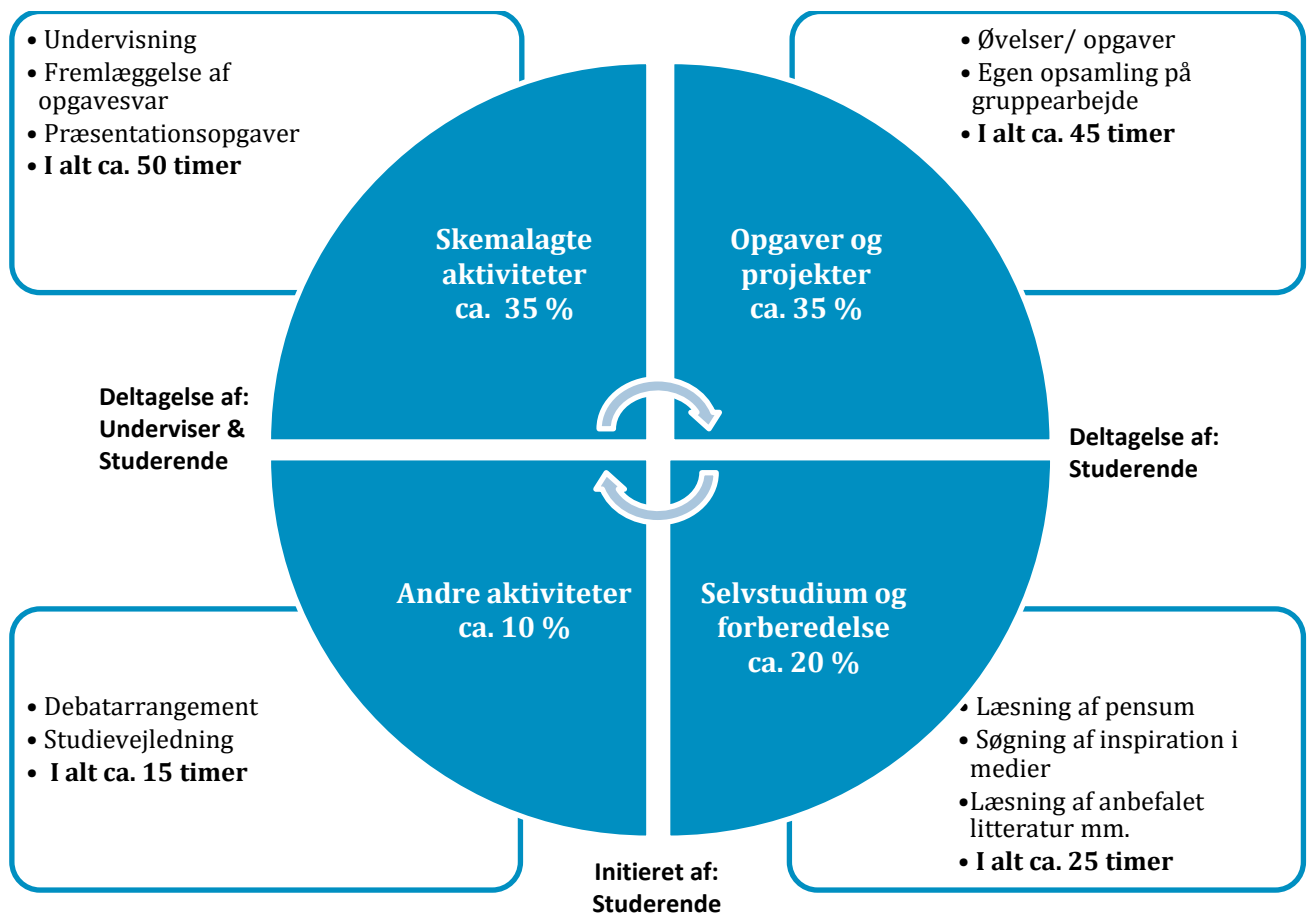 • Undervisning
• Fremlæggelse af
opgavesvar
• Præsentationsopgaver
• I alt ca. 50 timer
• Øvelser/ opgaver
• Egen opsamling på
gruppearbejde
• I alt ca. 45 timer
Skemalagte
aktiviteter
ca. 35 %
Opgaver og
projekter
ca. 35 %
Deltagelse af:
Underviser &
Studerende
Deltagelse af:
Studerende
Andre aktiviteter
ca. 10 %
Selvstudium og
forberedelse
ca. 20 %
• Debatarrangement
• Studievejledning
• I alt ca. 15 timer
• Læsning af pensum
• Søgning af inspiration i
medier
•Læsning af anbefalet
litteratur mm.
• I alt ca. 25 timer
Initieret af:
Studerende